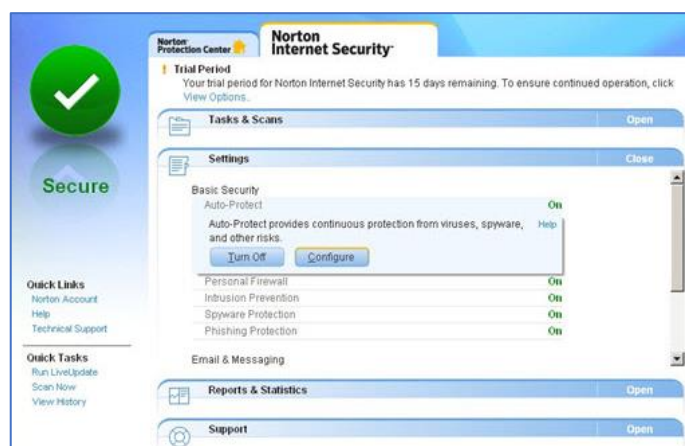 Norton
Protection Center
Norton
Internet Security
! Trial Period
Your trial period for Norton Internet Security has 15 days remaining. To ensure continued operation, click
View Options..
Tasks & Scans Open
Settings Close
Secure
Basic Security
Auto-Protect On
Auto-Protect provides continuous protection from viruses, spyware, Help
and other risks.
Turn Off Configure
Personal Firewall On
Intrusion Prevention On
Spyware Protection On
Phishing Protection On
Email & Messaging
Quick Links
Norton Account
Help
Technical Support
Quick Tasks
Run LiveUpdate
Scan Now
View History
Reports & Statistics Open
Support Open